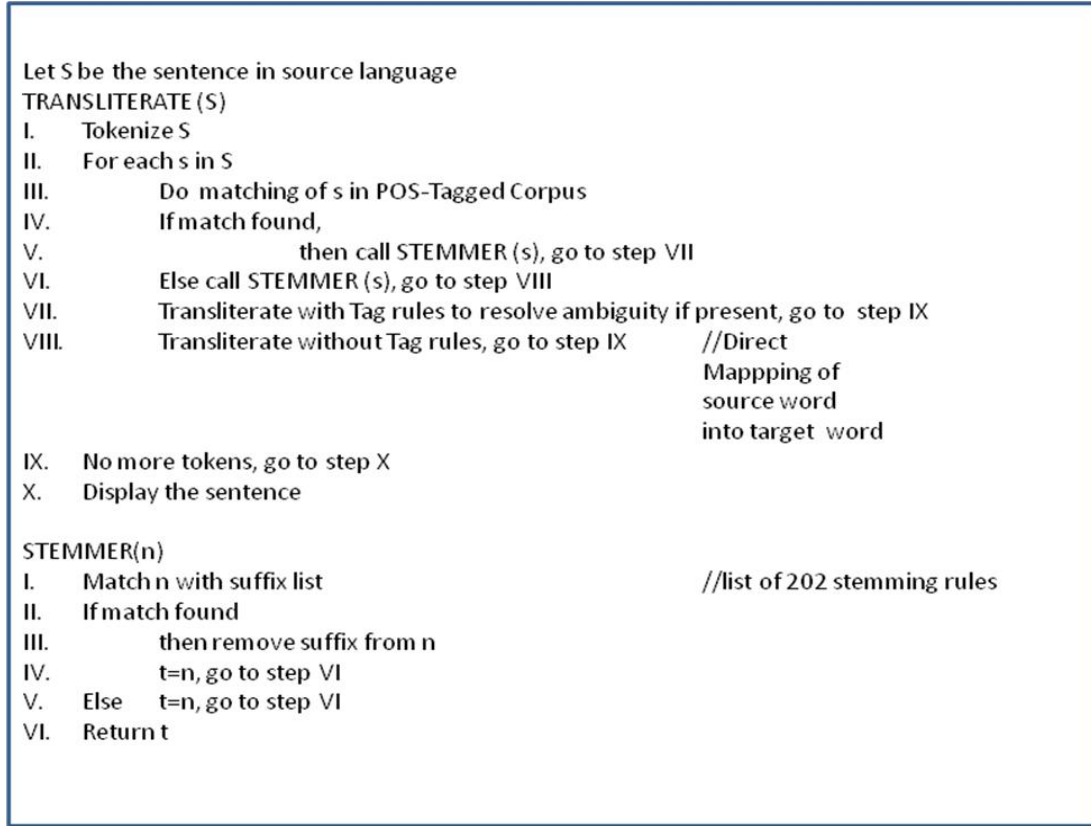 Let S be the sentence in source language
TRANSLITERATE (S)
I. Tokenize S
II. For each s in S
III. Do matching of s in POS-Tagged Corpus
IV. If match found,
V. then call STEMMER (s), go to step VII
VI. Else call STEMMER (s), go to step VIII
VII. Transliterate with Tag rules to resolve ambiguity if present, go to step IX
VIII. Transliterate without Tag rules, go to step IX //Direct
Mappping of
source word
into target word
IX. No more tokens, go to step X
X. Display the sentence
STEMMER(n)
I. Match n with suffix list //list of 202 stemming rules
II. If match found
III. then remove suffix from n
IV. t=n, go to step VI
V. Else t=n, go to step VI
VI. Return t